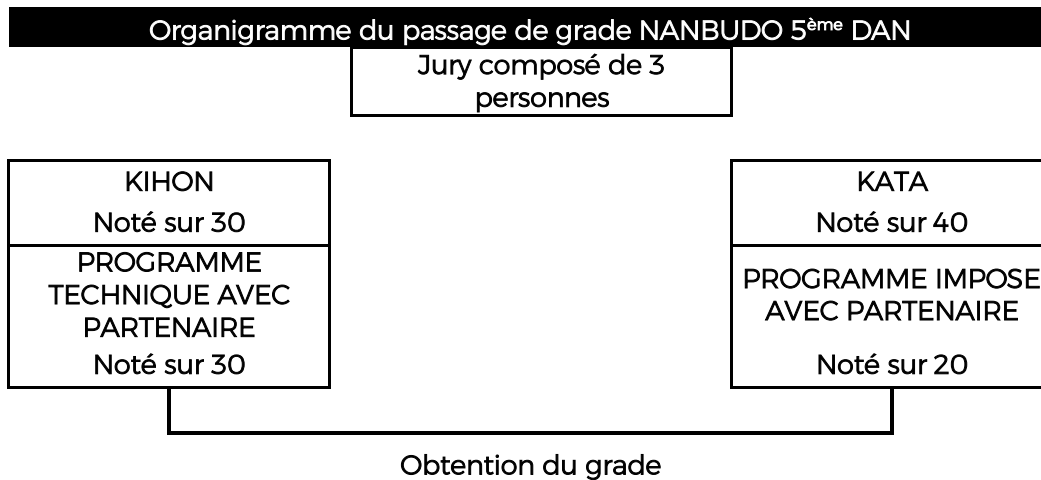 Organigramme du passage de grade NANBUDO 5ème DAN
Jury composé de 3
personnes
KIHON
Noté sur 30
PROGRAMME
TECHNIQUE AVEC
PARTENAIRE
Noté sur 30
KATA
Noté sur 40
PROGRAMME IMPOSE
AVEC PARTENAIRE
Noté sur 20
Obtention du grade